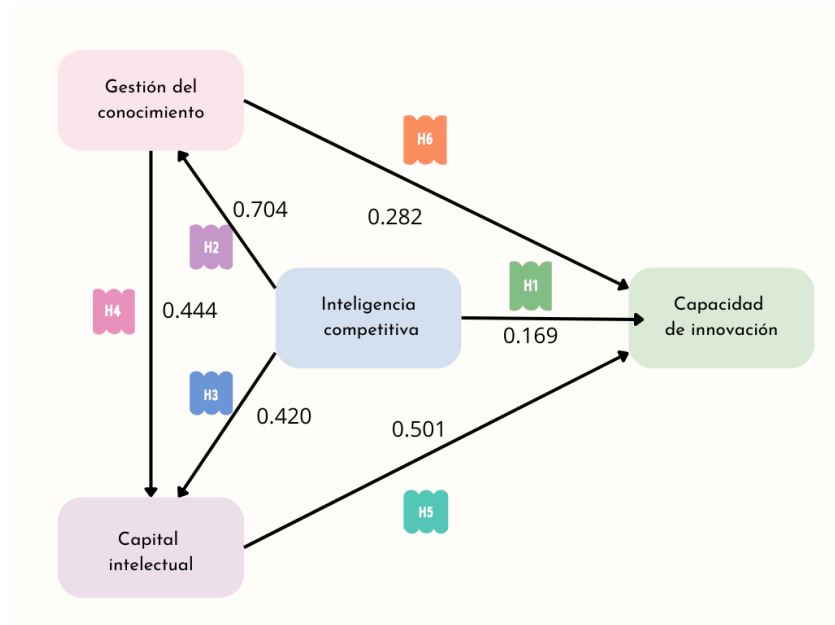 Gestión del
conocimiento
H6
0.704
0.282
H2
H1
Inteligencia
competitiva
Capacidad
de innovación
H4
0.444
0.169
H3
0.420
0.501
H5
Capital
intelectual